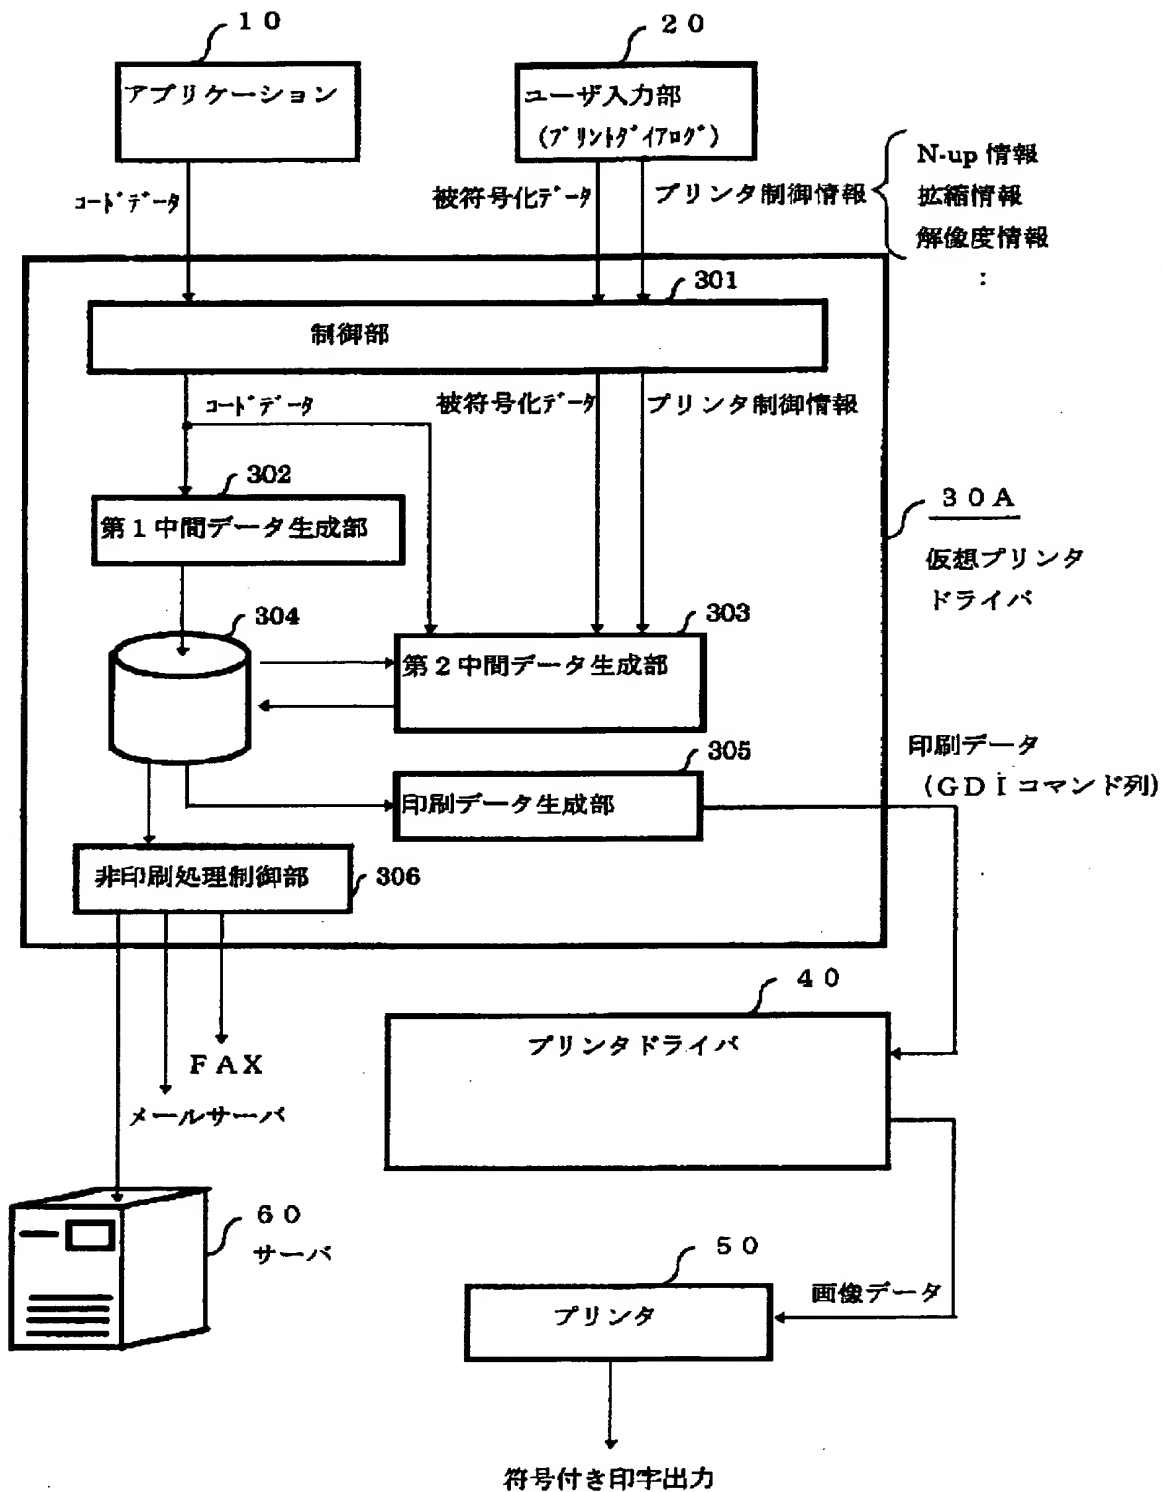 10
20
アプリケーション
ユーザ入力部
(プリントダイアログ)
コードデータ
被符号化データ
プリンタ制御情報
N-up 情報
拡縮情報
解像度情報
:
301
制御部
コードデータ
被符号化データ
プリンタ制御情報
302
第1中間データ生成部
30A
仮想プリンタ
ドライバ
304
303
第2中間データ生成部
305
印刷データ生成部
印刷データ
(GDIコマンド列)
非印刷処理制御部
306
40
プリンタドライバ
FAX
メールサーバ
60
サーバ
50
プリンタ
画像データ
符号付き印字出力